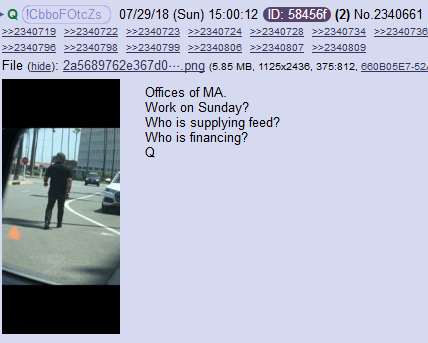 Q !CbboFOtcZs 07/29/18 (Sun) 15:00:12 ID: 58456f (2) No.2340661
>>2340719 >>2340722 >>2340723 >>2340724 >>2340728 >>2340734 >>2340736
>>2340796 >>2340798 >>2340799 >>2340806 >>2340807 >>2340809
File (hide): 2a5689762e367d0⋯.png (5.85 MB, 1125x2436, 375:812, 660B05E7-52
Offices of MA.
Work on Sunday?
Who is supplying feed?
Who is financing?
Q